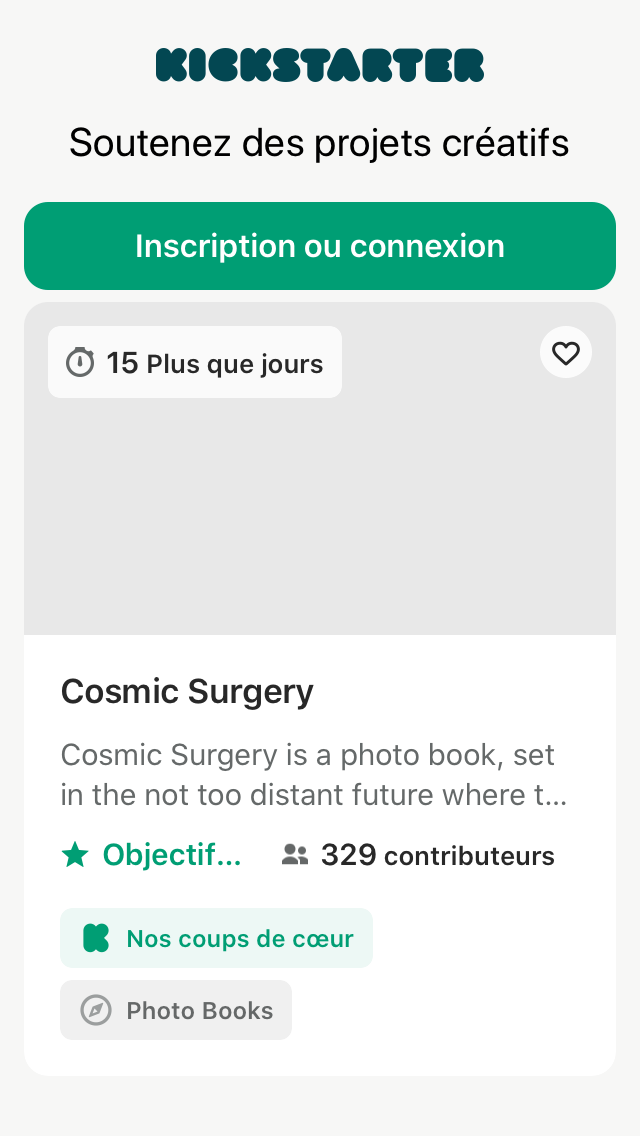 KICKSTARTER
Soutenez des projets créatifs
Inscription ou connexion
15 Plus que jours
Cosmic Surgery
Cosmic Surgery is a photo book, set
in the not too distant future where t...
Objectif...
329 contributeurs
Nos coups de cœur
Photo Books